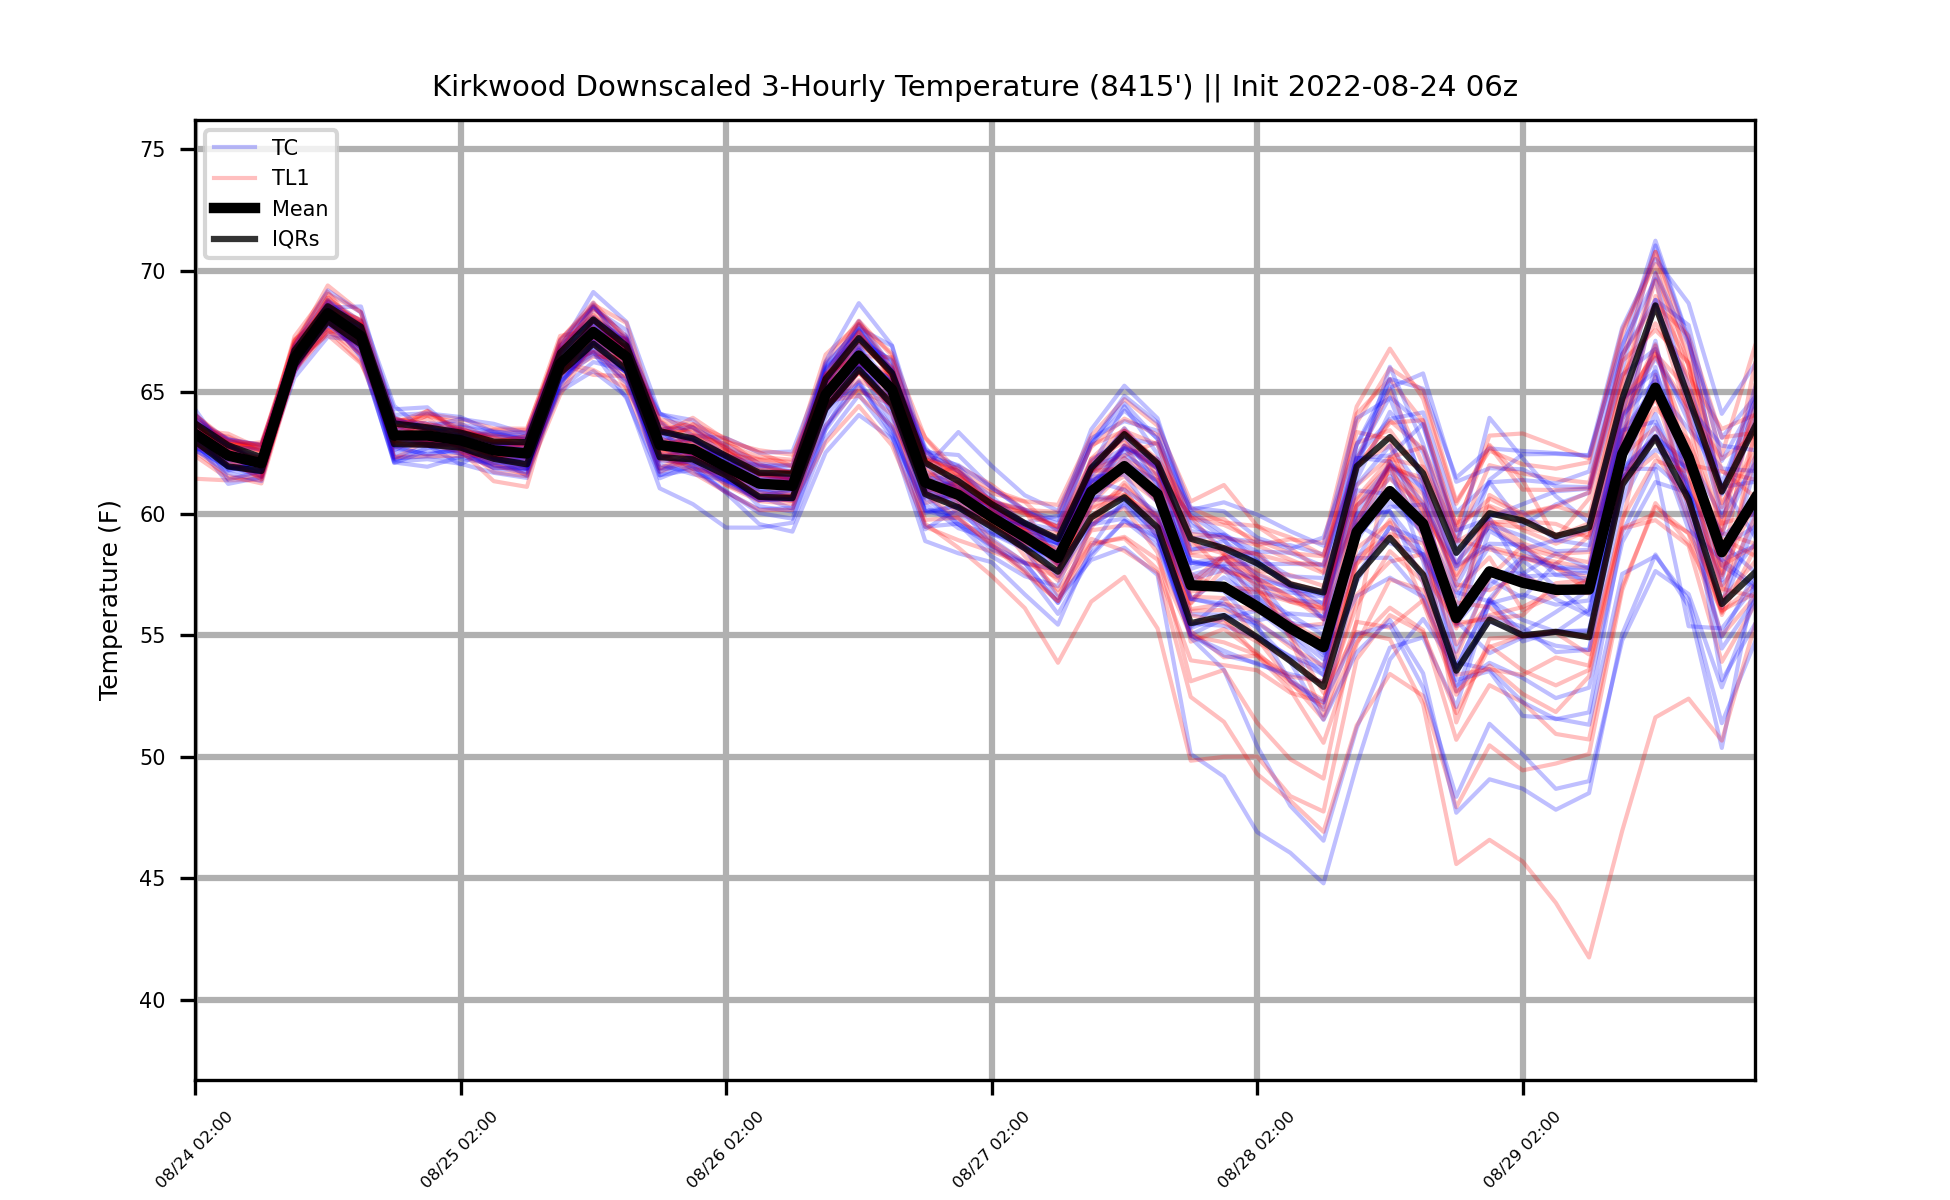 Kirkwood Downscaled 3-Hourly Temperature (8415') || Init 2022-08-24 06z
TC
TL1
Mean
IQRs
Temperature (F)
75
70
65
60
55
50
45
40
08/24 02:00
08/25 02:00
08/26 02:00
08/27 02:00
08/28 02:00
08/29 02:00